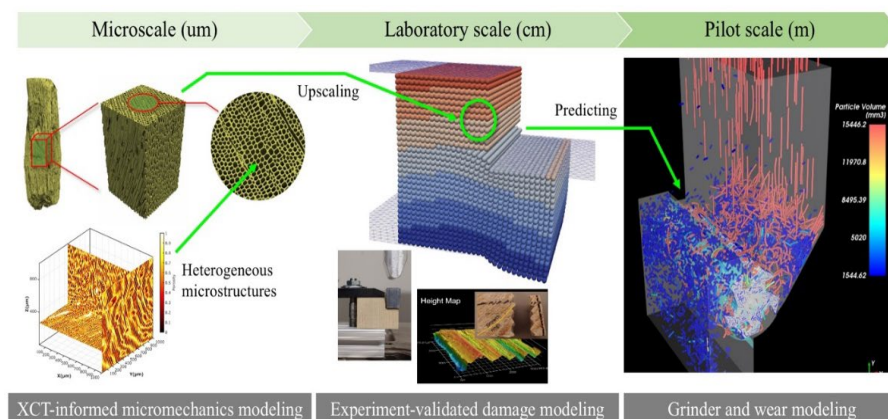 Microscale (um)
Laboratory scale (cm)
Pilot scale (m)
Upscaling
Predicting
Heterogeneous
microstructures
Particle Volume
(mm3)
15446.2
11970.8
8495.39
5020
1544.62
Height Map
Y
XCT-informed micromechanics modeling
Experiment-validated damage modeling
Grinder and wear modeling